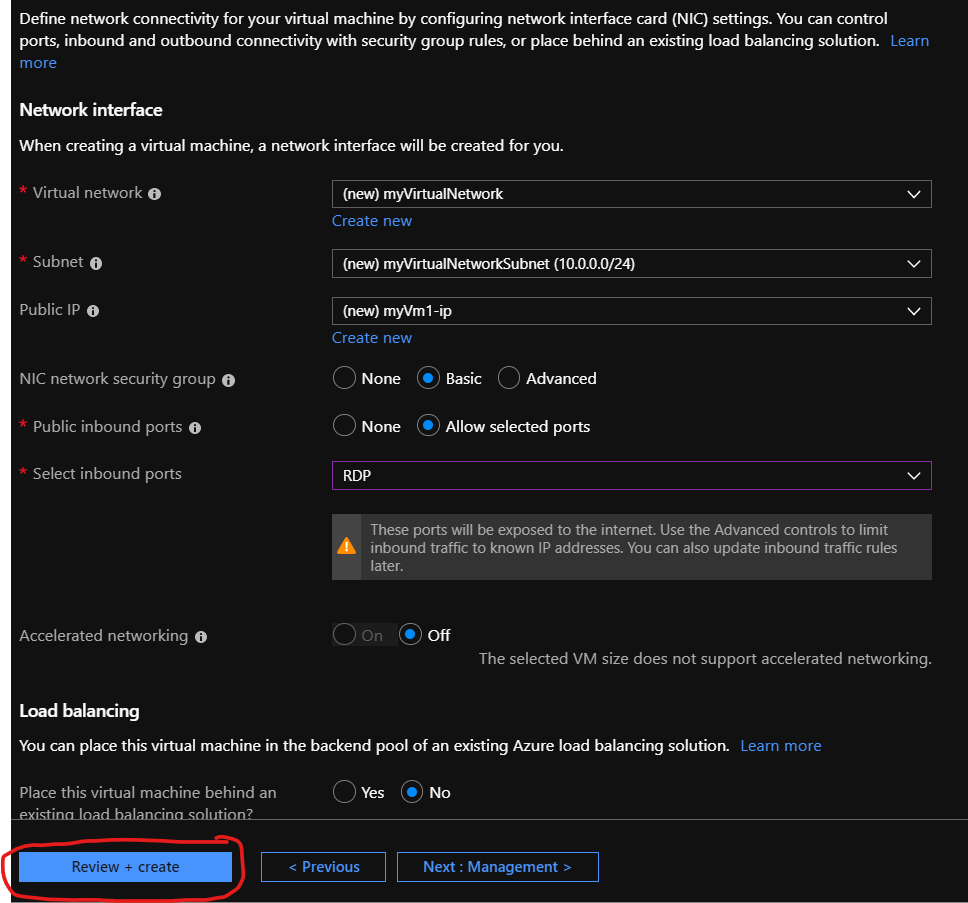 Define network connectivity for your virtual machine by configuring network interface card (NIC) settings. You can control
ports, inbound and outbound connectivity with security group rules, or place behind an existing load balancing solution. Learn
more
Network interface
When creating a virtual machine, a network interface will be created for you.
* Virtual network
(new) myVirtualNetwork
Create new
* Subnet
(new) myVirtualNetworkSubnet (10.0.0.0/24)
Public IP
(new) myVm1-ip
Create new
NIC network security group
None Basic Advanced
* Public inbound ports
None Allow selected ports
* Select inbound ports
RDP
These ports will be exposed to the internet. Use the Advanced controls to limit
inbound traffic to known IP addresses. You can also update inbound traffic rules
later.
Accelerated networking
On Off
The selected VM size does not support accelerated networking.
Load balancing
You can place this virtual machine in the backend pool of an existing Azure load balancing solution. Learn more
Place this virtual machine behind an
existing load balancing solution?
Yes No
Review + create
< Previous
Next : Management >